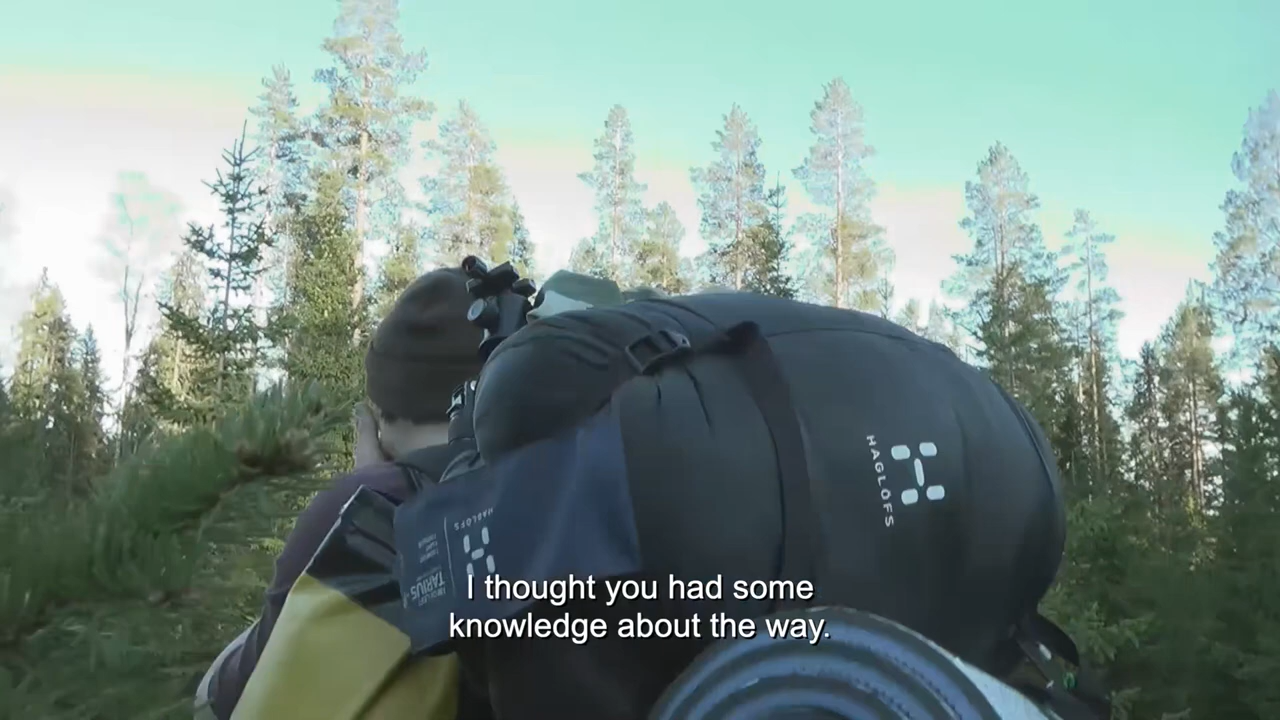 HAGLÖFS
HAGLÖFS
TARIUS
I thought you had some
knowledge about the way.